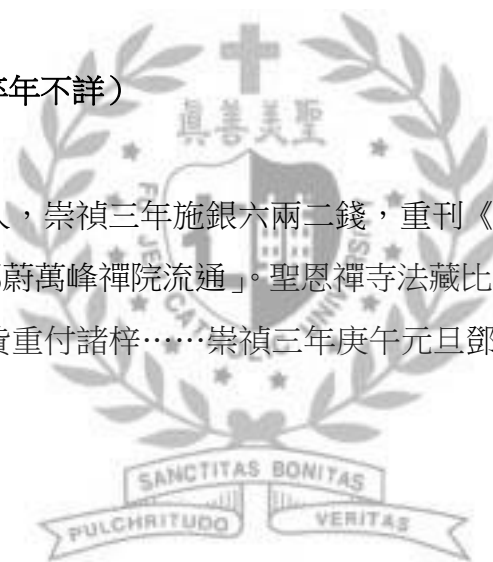 年不詳）
真善美聖
人，崇禎三年施銀六兩二錢，重刊《
蔚萬峰禪院流通」。聖恩禪寺法藏比
重付諸梓……崇禎三年庚午元旦鄧
SANCTITAS BONITAS
PULCHRITUDO VERITAS